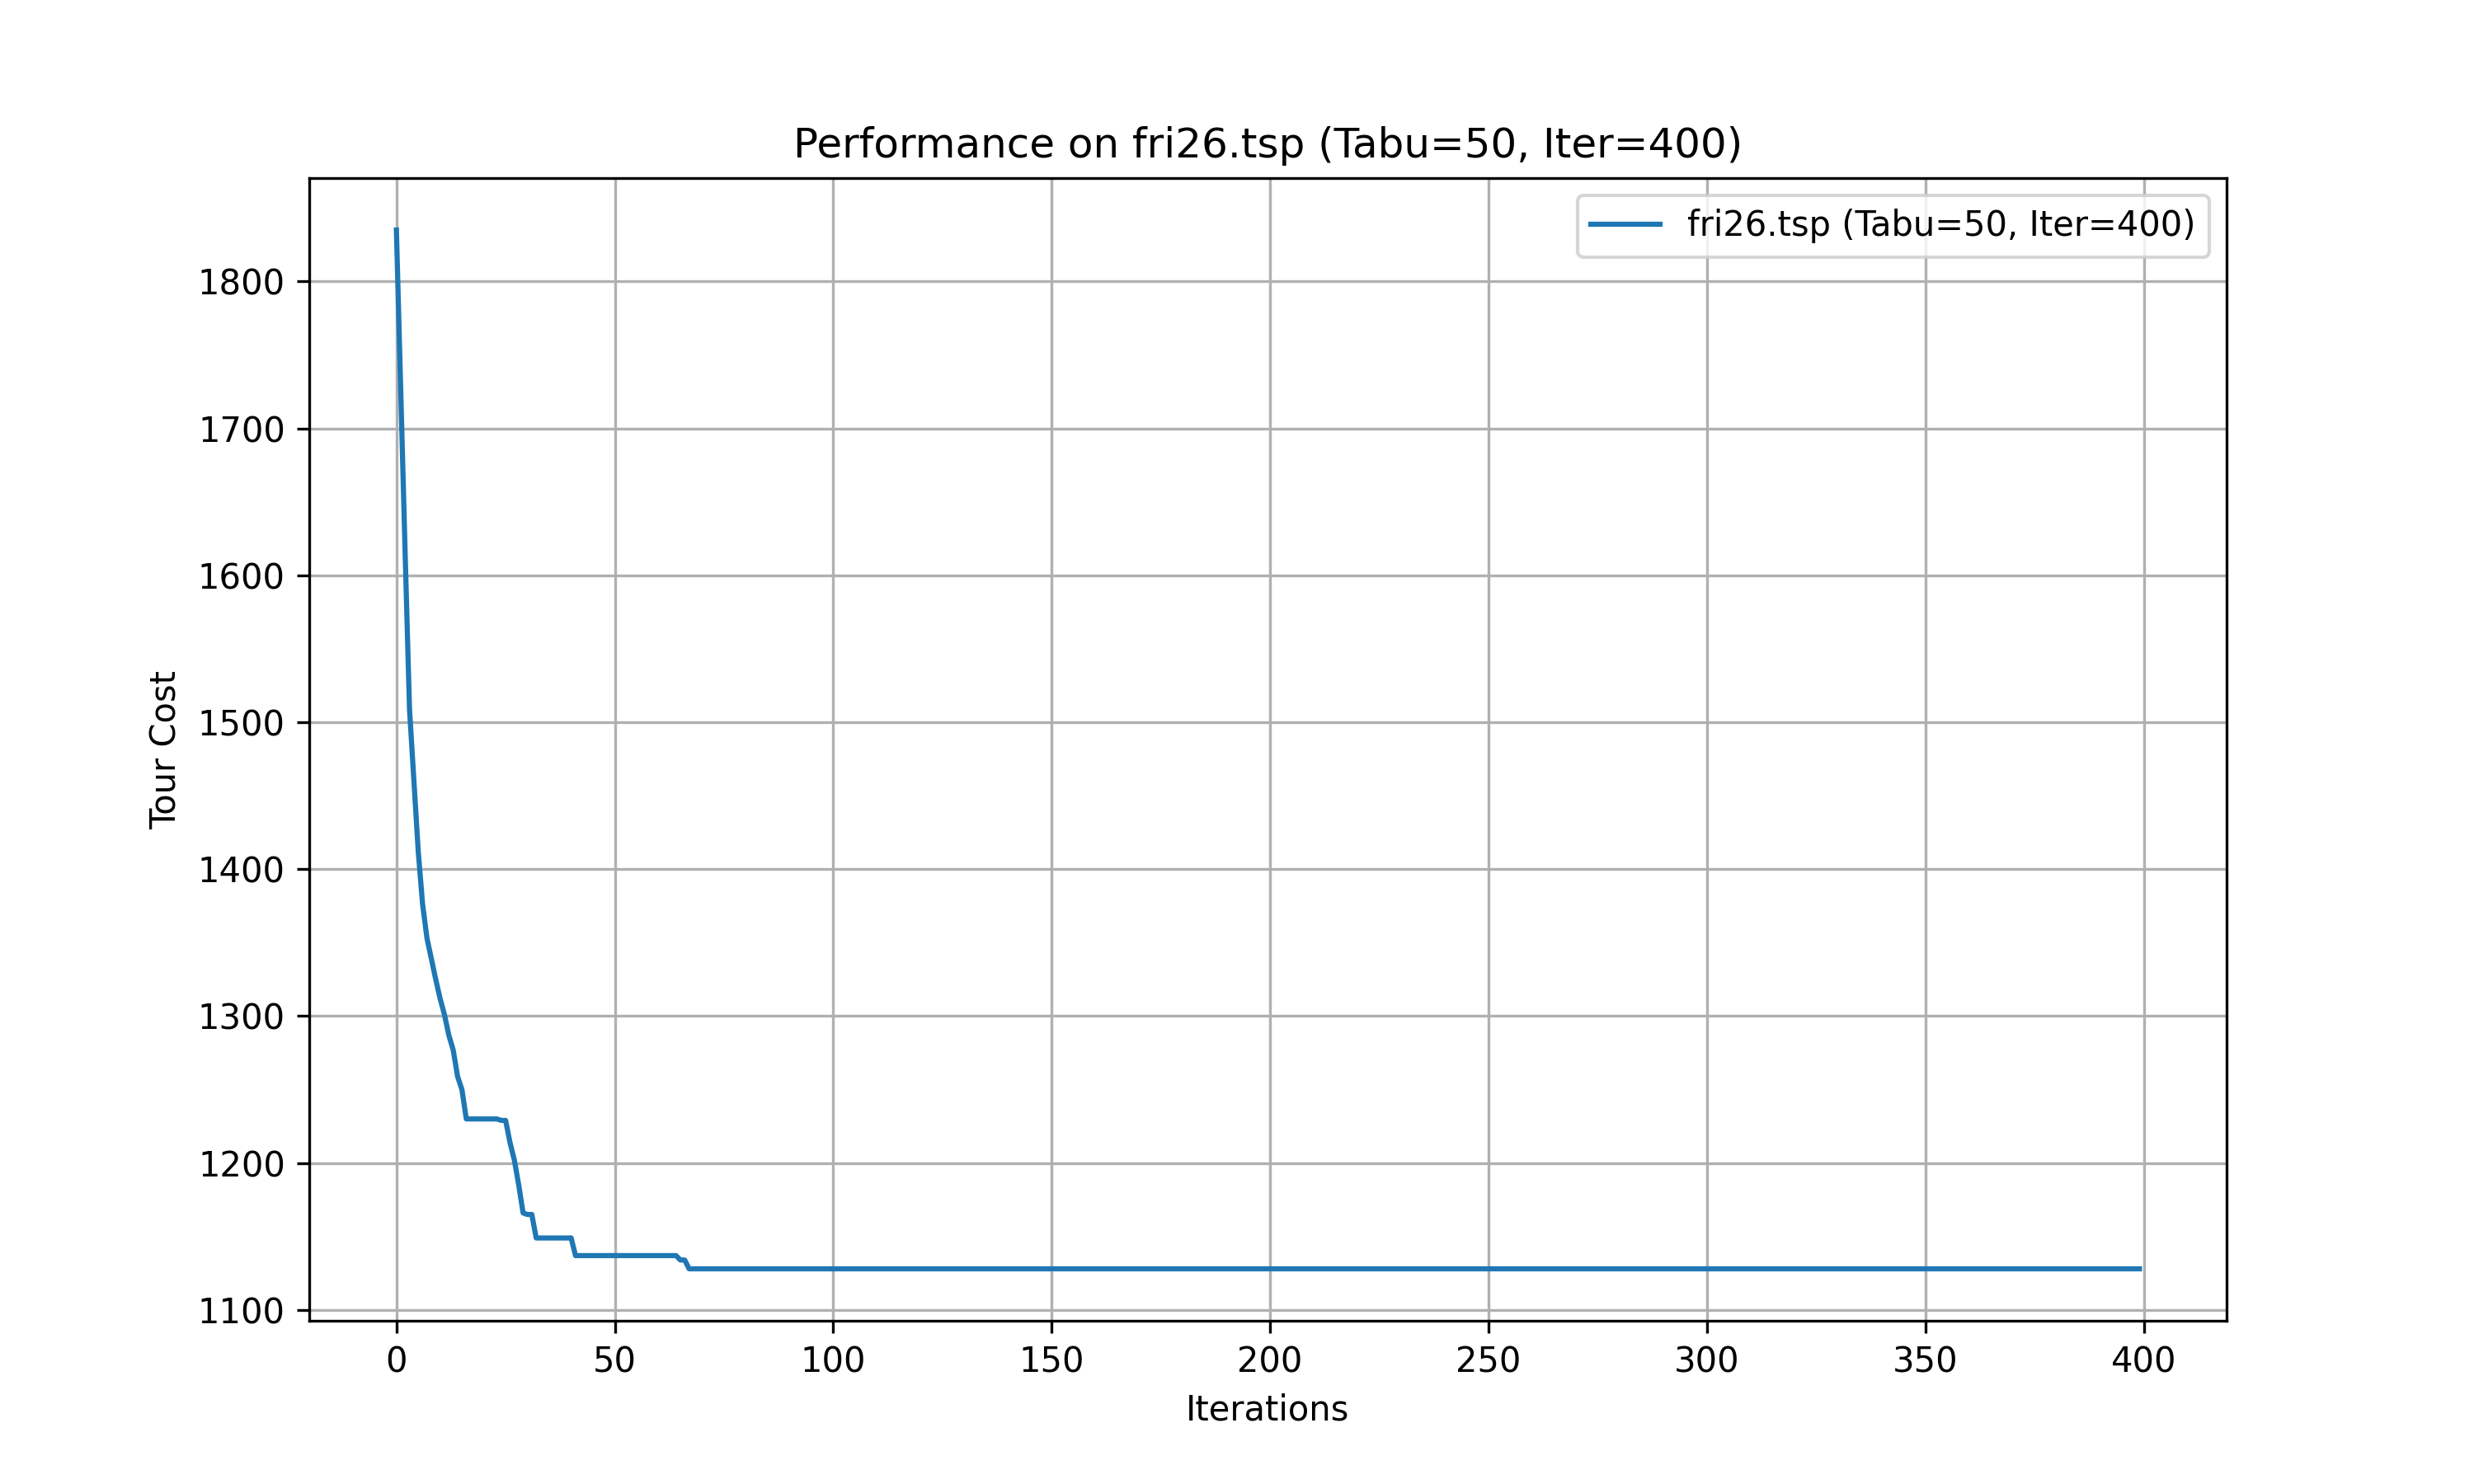 Performance on fri26.tsp (Tabu=50, Iter=400)
fri26.tsp (Tabu=50, Iter=400)
Tour Cost
1800
1700
1600
1500
1400
1300
1200
1100
0 50 100 150 200 250 300 350 400
Iterations